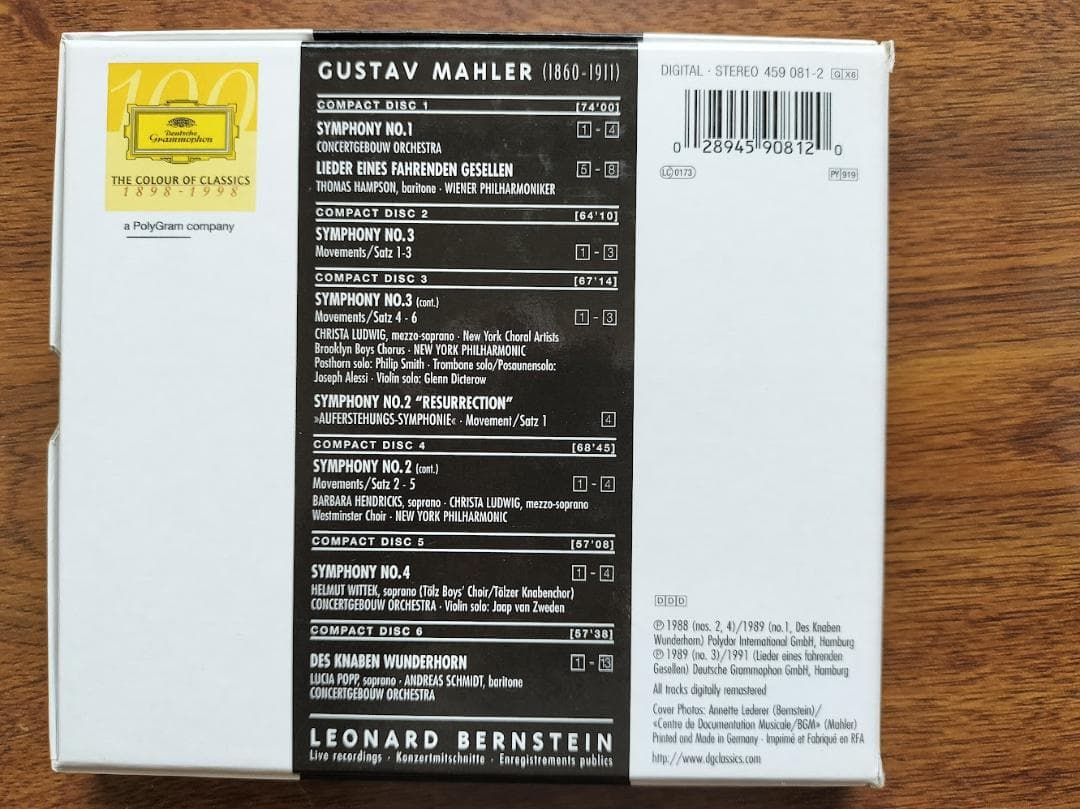 100
Deutsche
Grammophon
THE COLOUR OF CLASSICS
1898-1998
a PolyGram company
GUSTAV MAHLER (1860-1911)
COMPACT DISC 1 [74'00]
SYMPHONY NO.1 1 - 4
CONCERTGEBOUW ORCHESTRA
LIEDER EINES FAHRENDEN GESELLEN 5 - 8
THOMAS HAMPSON, baritone · WIENER PHILHARMONIKER
COMPACT DISC 2 [64'10]
SYMPHONY NO.3
Movements/Satz 1-3 1 - 3
COMPACT DISC 3 [67'14]
SYMPHONY NO.3 (cont.)
Movements/Satz 4 - 6 1 - 3
CHRISTA LUDWIG, mezzo-soprano · New York Choral Artists
Brooklyn Boys Chorus · NEW YORK PHILHARMONIC
Posthorn solo: Philip Smith · Trombone solo/Posaunensolo:
Joseph Alessi · Violin solo: Glenn Dicterow
SYMPHONY NO.2 "RESURRECTION"
»AUFERSTEHUNGS-SYMPHONIE« · Movement/Satz 1 4
COMPACT DISC 4 [68'45]
SYMPHONY NO.2 (cont.)
Movements/Satz 2 - 5 1 - 4
BARBARA HENDRICKS, soprano · CHRISTA LUDWIG, mezzo-soprano
Westminster Choir · NEW YORK PHILHARMONIC
COMPACT DISC 5 [57'08]
SYMPHONY NO.4 1 - 4
HELMUT WITTEK, soprano (Tölz Boys' Choir/Tölzer Knabenchor)
CONCERTGEBOUW ORCHESTRA · Violin solo: Jaap van Zweden
COMPACT DISC 6 [57'38]
DES KNABEN WUNDERHORN 1 - 13
LUCIA POPP, soprano · ANDREAS SCHMIDT, baritone
CONCERTGEBOUW ORCHESTRA
LEONARD BERNSTEIN
Live recordings · Konzertmitschnitte · Enregistrements publics
DIGITAL · STEREO 459 081-2 G X6
0 28945 90812 0
LC 0173 PY 919
DDD
℗ 1988 (nos. 2, 4)/1989 (no.1, Des Knaben
Wunderhorn) Polydor International GmbH, Hamburg
℗ 1989 (no. 3)/1991 (Lieder eines fahrenden
Gesellen) Deutsche Grammophon GmbH, Hamburg
All tracks digitally remastered
Cover Photos: Annette Lederer (Bernstein)/
«Centre de Documentation Musicale/BGM» (Mahler)
Printed and Made in Germany · Imprimé et Fabriqué en RFA
http://www.dgclassics.com